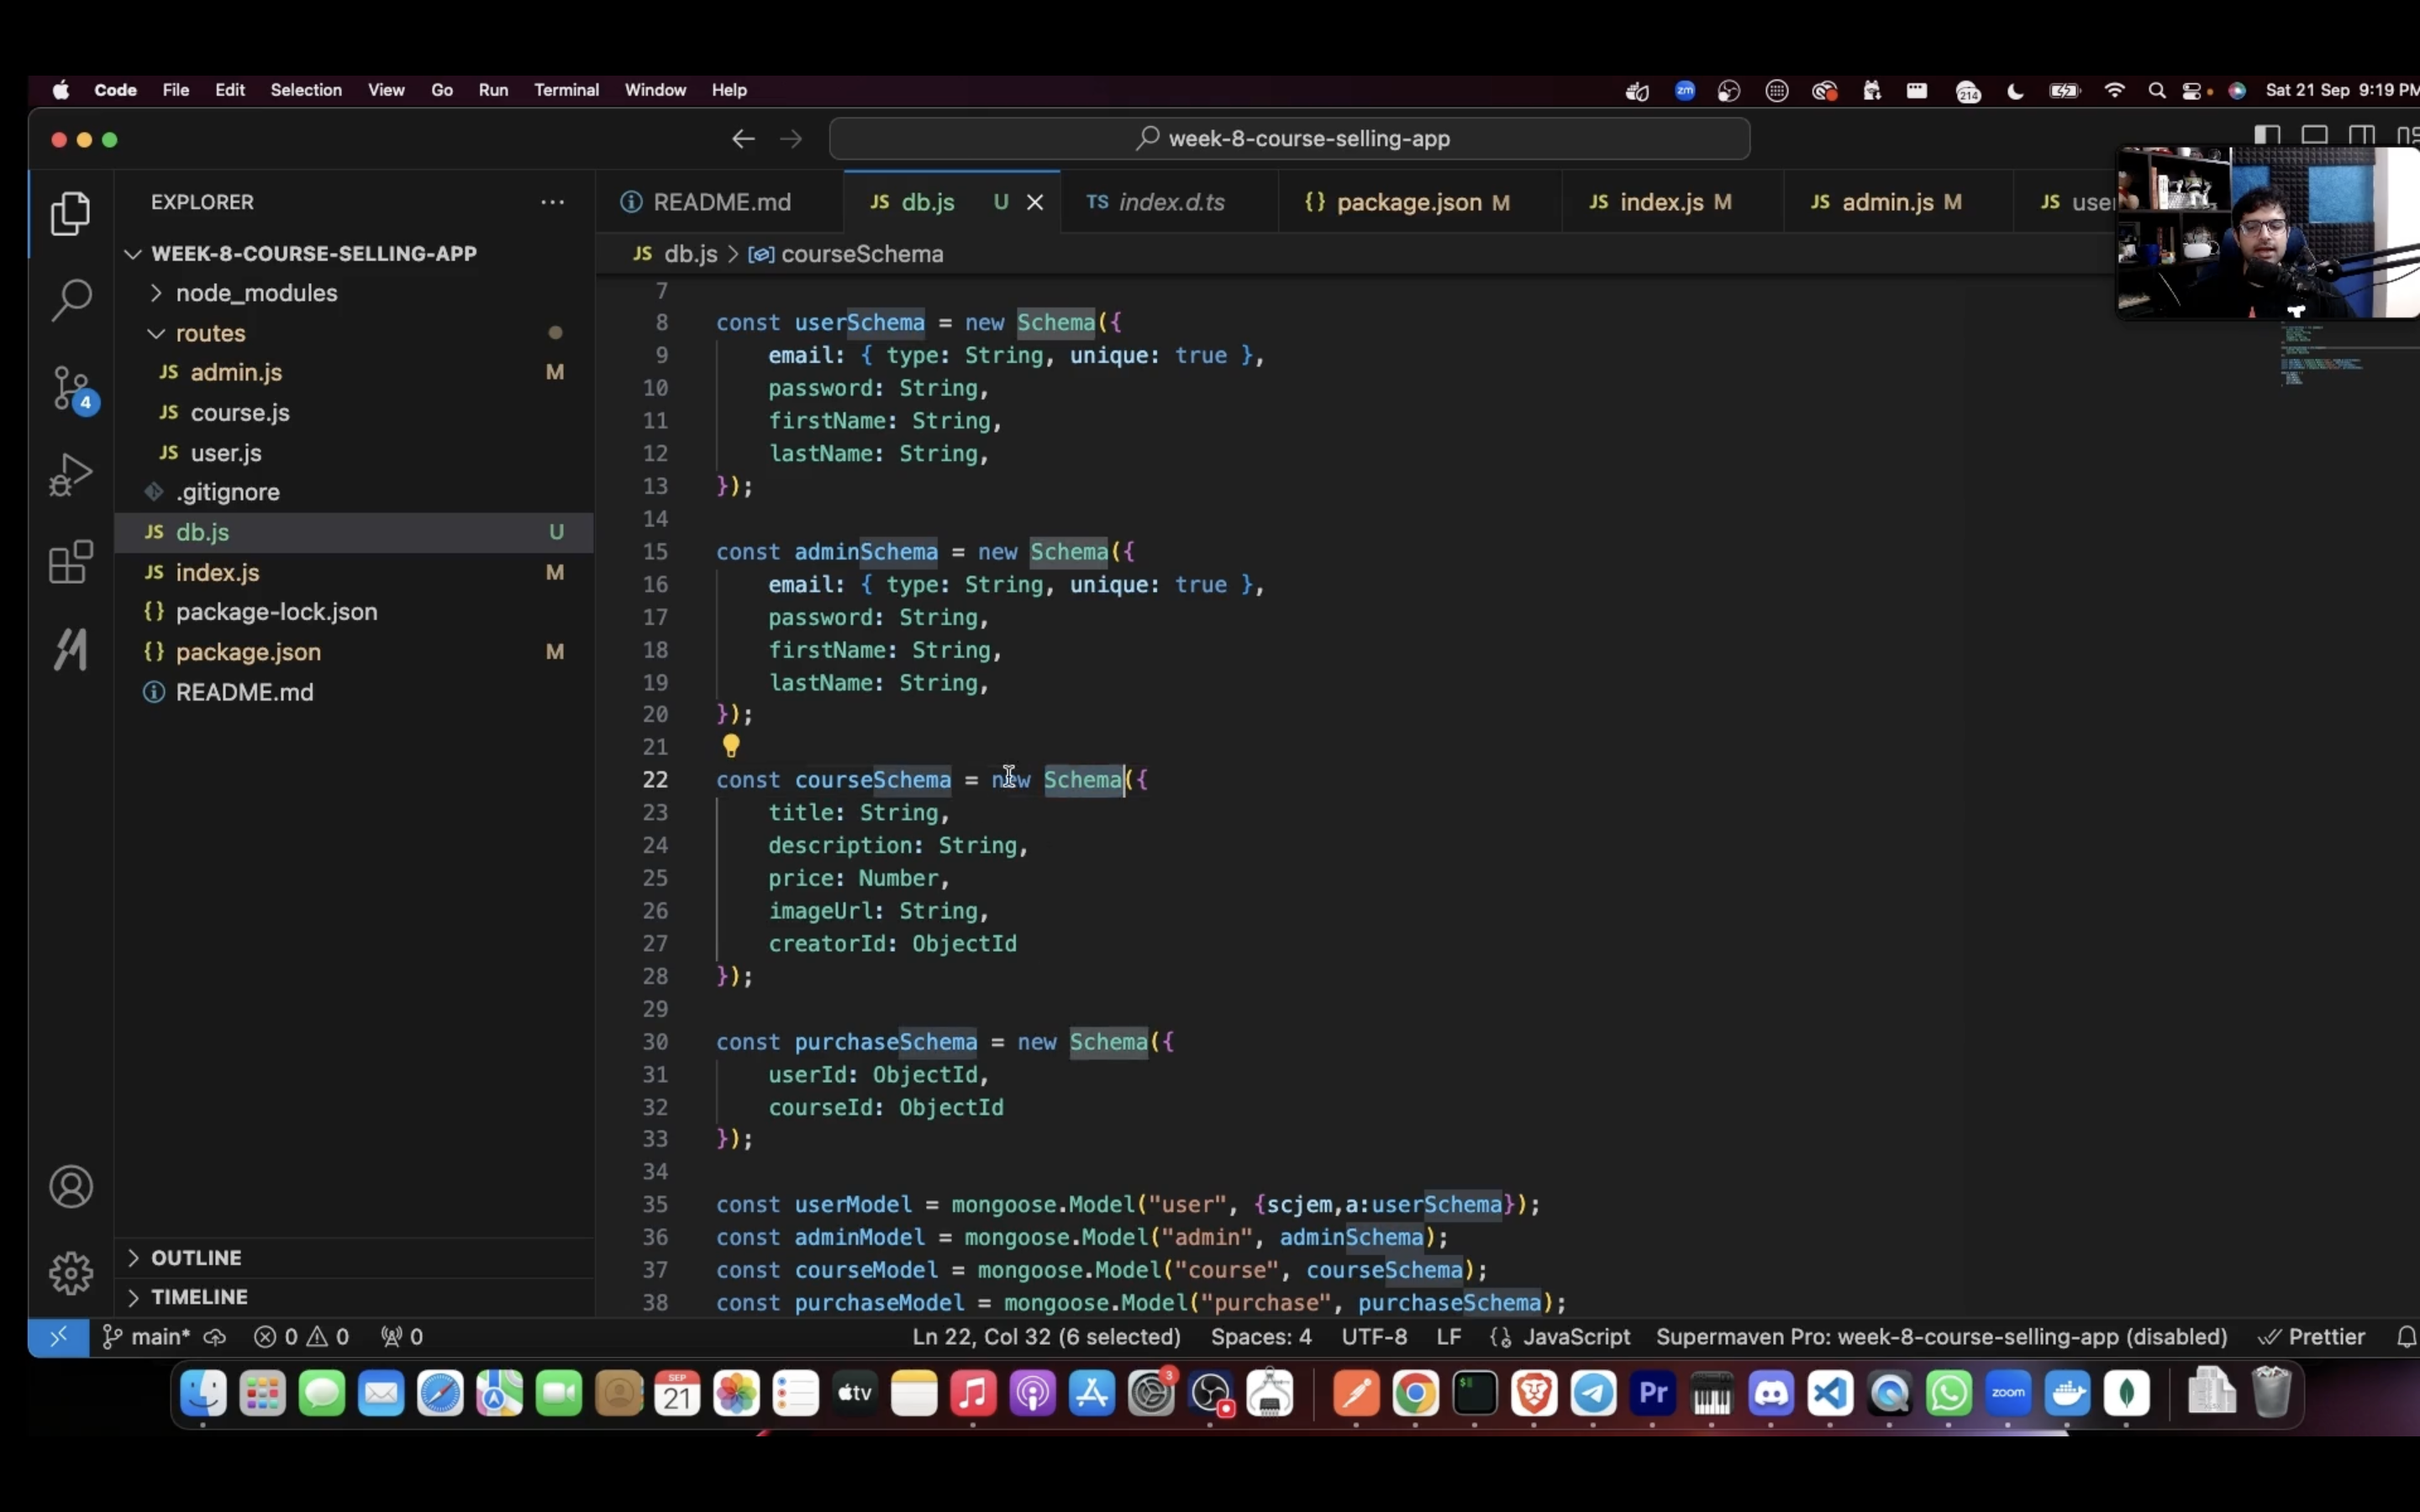 Code File Edit Selection View Go Run Terminal Window Help
zm
214
Sat 21 Sep 9:19 PM
week-8-course-selling-app
EXPLORER
README.md
JS db.js U
TS index.d.ts
{} package.json M
JS index.js M
JS admin.js M
JS user
JS db.js > courseSchema
WEEK-8-COURSE-SELLING-APP
node_modules
routes
JS admin.js M
JS course.js
JS user.js
.gitignore
JS db.js U
JS index.js M
{} package-lock.json
{} package.json M
README.md
OUTLINE
TIMELINE
4
7
8 const userSchema = new Schema({
9 email: { type: String, unique: true },
10 password: String,
11 firstName: String,
12 lastName: String,
13 });
14
15 const adminSchema = new Schema({
16 email: { type: String, unique: true },
17 password: String,
18 firstName: String,
19 lastName: String,
20 });
21
22 const courseSchema = new Schema({
23 title: String,
24 description: String,
25 price: Number,
26 imageUrl: String,
27 creatorId: ObjectId
28 });
29
30 const purchaseSchema = new Schema({
31 userId: ObjectId,
32 courseId: ObjectId
33 });
34
35 const userModel = mongoose.Model("user", {scjem,a:userSchema});
36 const adminModel = mongoose.Model("admin", adminSchema);
37 const courseModel = mongoose.Model("course", courseSchema);
38 const purchaseModel = mongoose.Model("purchase", purchaseSchema);
main* 0 0 0 Ln 22, Col 32 (6 selected) Spaces: 4 UTF-8 LF {} JavaScript Supermaven Pro: week-8-course-selling-app (disabled) Prettier
SEP
21
tv
3
$
Pr
zoom